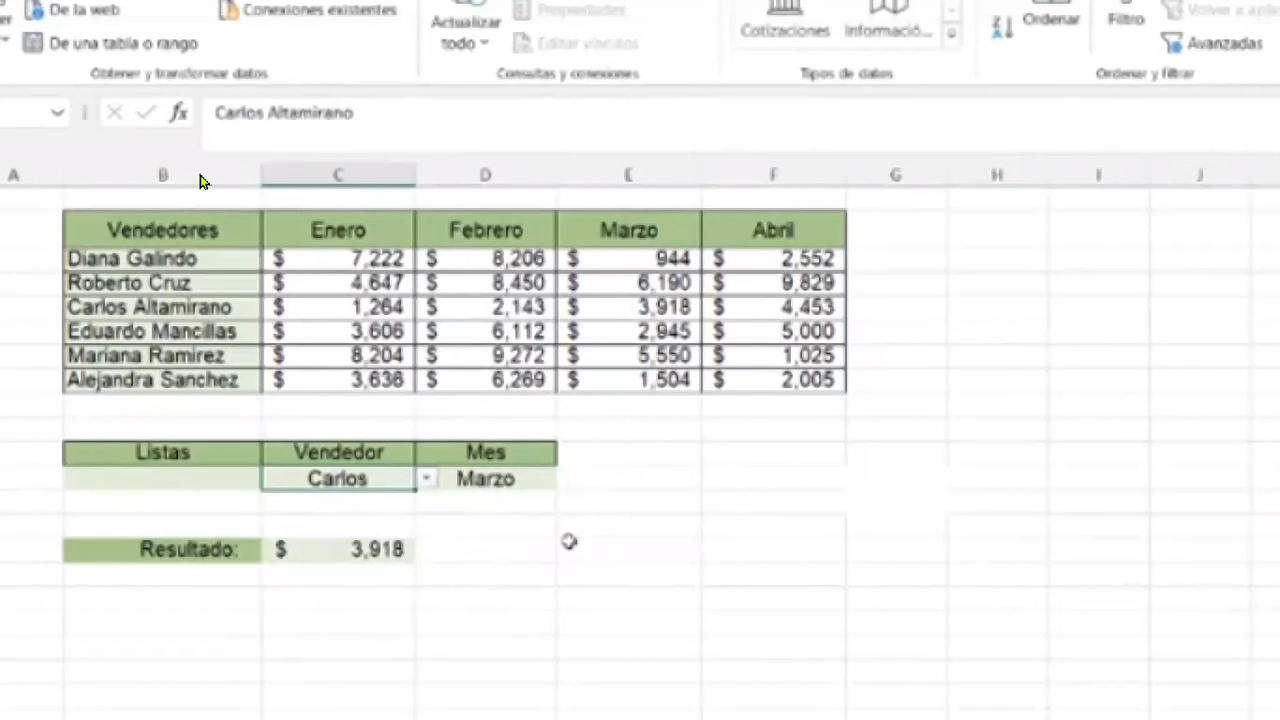 De la web
Conexiones existentes
De una tabla o rango
Obtener y transformar datos
Actualizar
todo
Propiedades
Editar vínculos
Consultas y conexiones
Cotizaciones
Informació...
Tipos de datos
Ordenar
Filtro
Avanzadas
Ordenar y filtrar
fx
Carlos Altamirano
A B C D E F G H I J
Vendedores Enero Febrero Marzo Abril
Diana Galindo $ 7,222 $ 8,206 $ 944 $ 2,552
Roberto Cruz $ 4,647 $ 8,450 $ 6,190 $ 9,829
Carlos Altamirano $ 1,264 $ 2,143 $ 3,918 $ 4,453
Eduardo Mancillas $ 3,606 $ 6,112 $ 2,945 $ 5,000
Mariana Ramirez $ 8,204 $ 9,272 $ 5,550 $ 1,025
Alejandra Sanchez $ 3,636 $ 6,269 $ 1,504 $ 2,005
Listas Vendedor Mes
Carlos Marzo
Resultado: $ 3,918